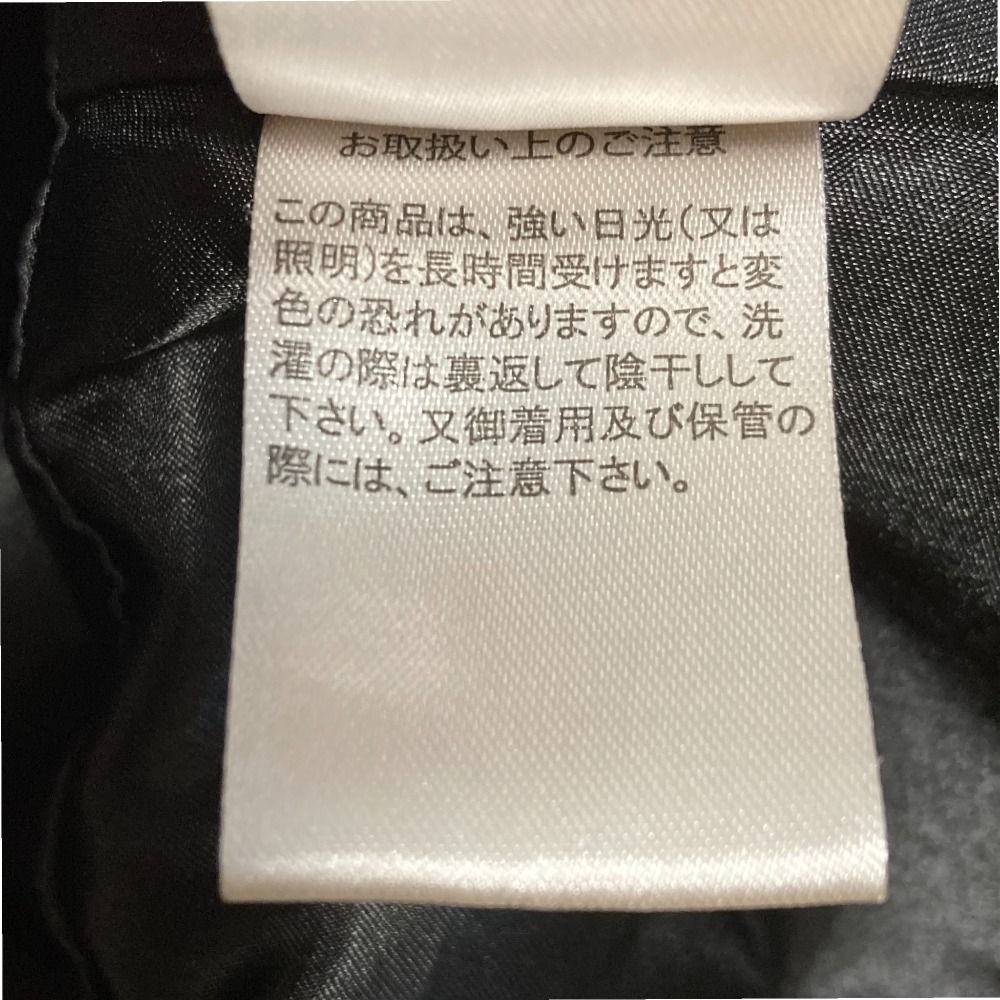 お取扱い上のご注意
この商品は、強い日光(又は
照明)を長時間受けますと変
色の恐れがありますので、洗
濯の際は裏返して陰干しして
下さい。又御着用及び保管の
際には、ご注意下さい。